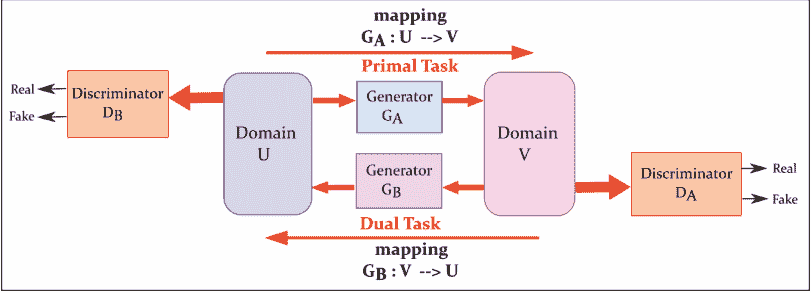 mapping
GA : U --> V
Primal Task
Real
Fake
Discriminator
DB
Domain
U
Generator
GA
Generator
GB
Domain
V
Discriminator
DA
Real
Fake
Dual Task
mapping
GB : V --> U